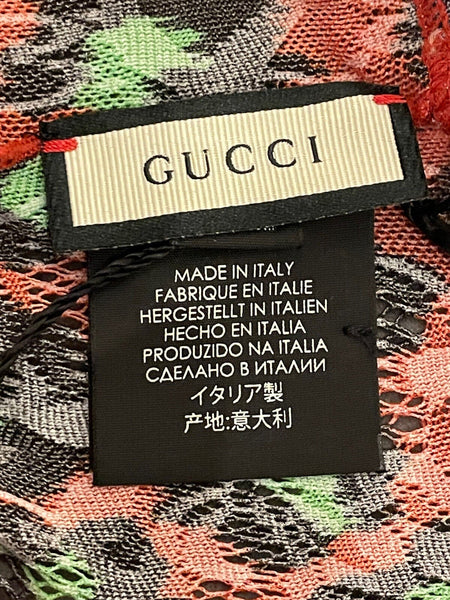 GUCCI
MADE IN ITALY
FABRIQUE EN ITALIE
HERGESTELLT IN ITALIEN
HECHO EN ITALIA
PRODUZIDO NA ITALIA
СДЕЛАНО В ИТАЛИИ
イタリア製
产地:意大利